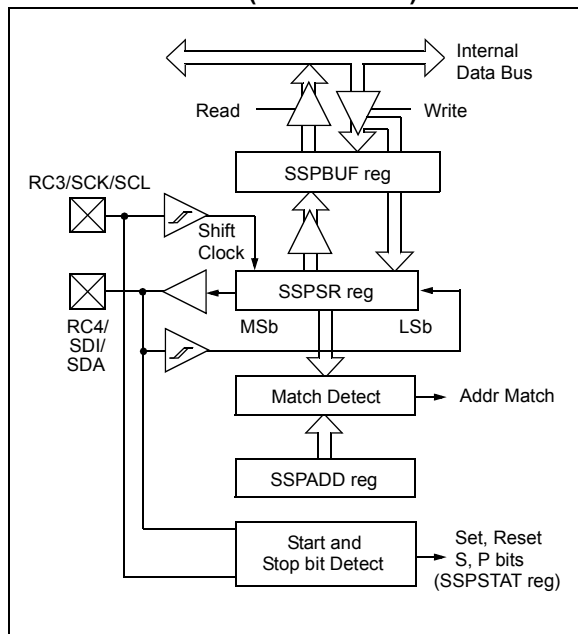 Internal
Data Bus
Read
Write
SSPBUF reg
RC3/SCK/SCL
Shift
Clock
SSPSR reg
MSb
LSb
RC4/
SDI/
SDA
Match Detect
Addr Match
SSPADD reg
Start and
Stop bit Detect
Set, Reset
S, P bits
(SSPSTAT reg)